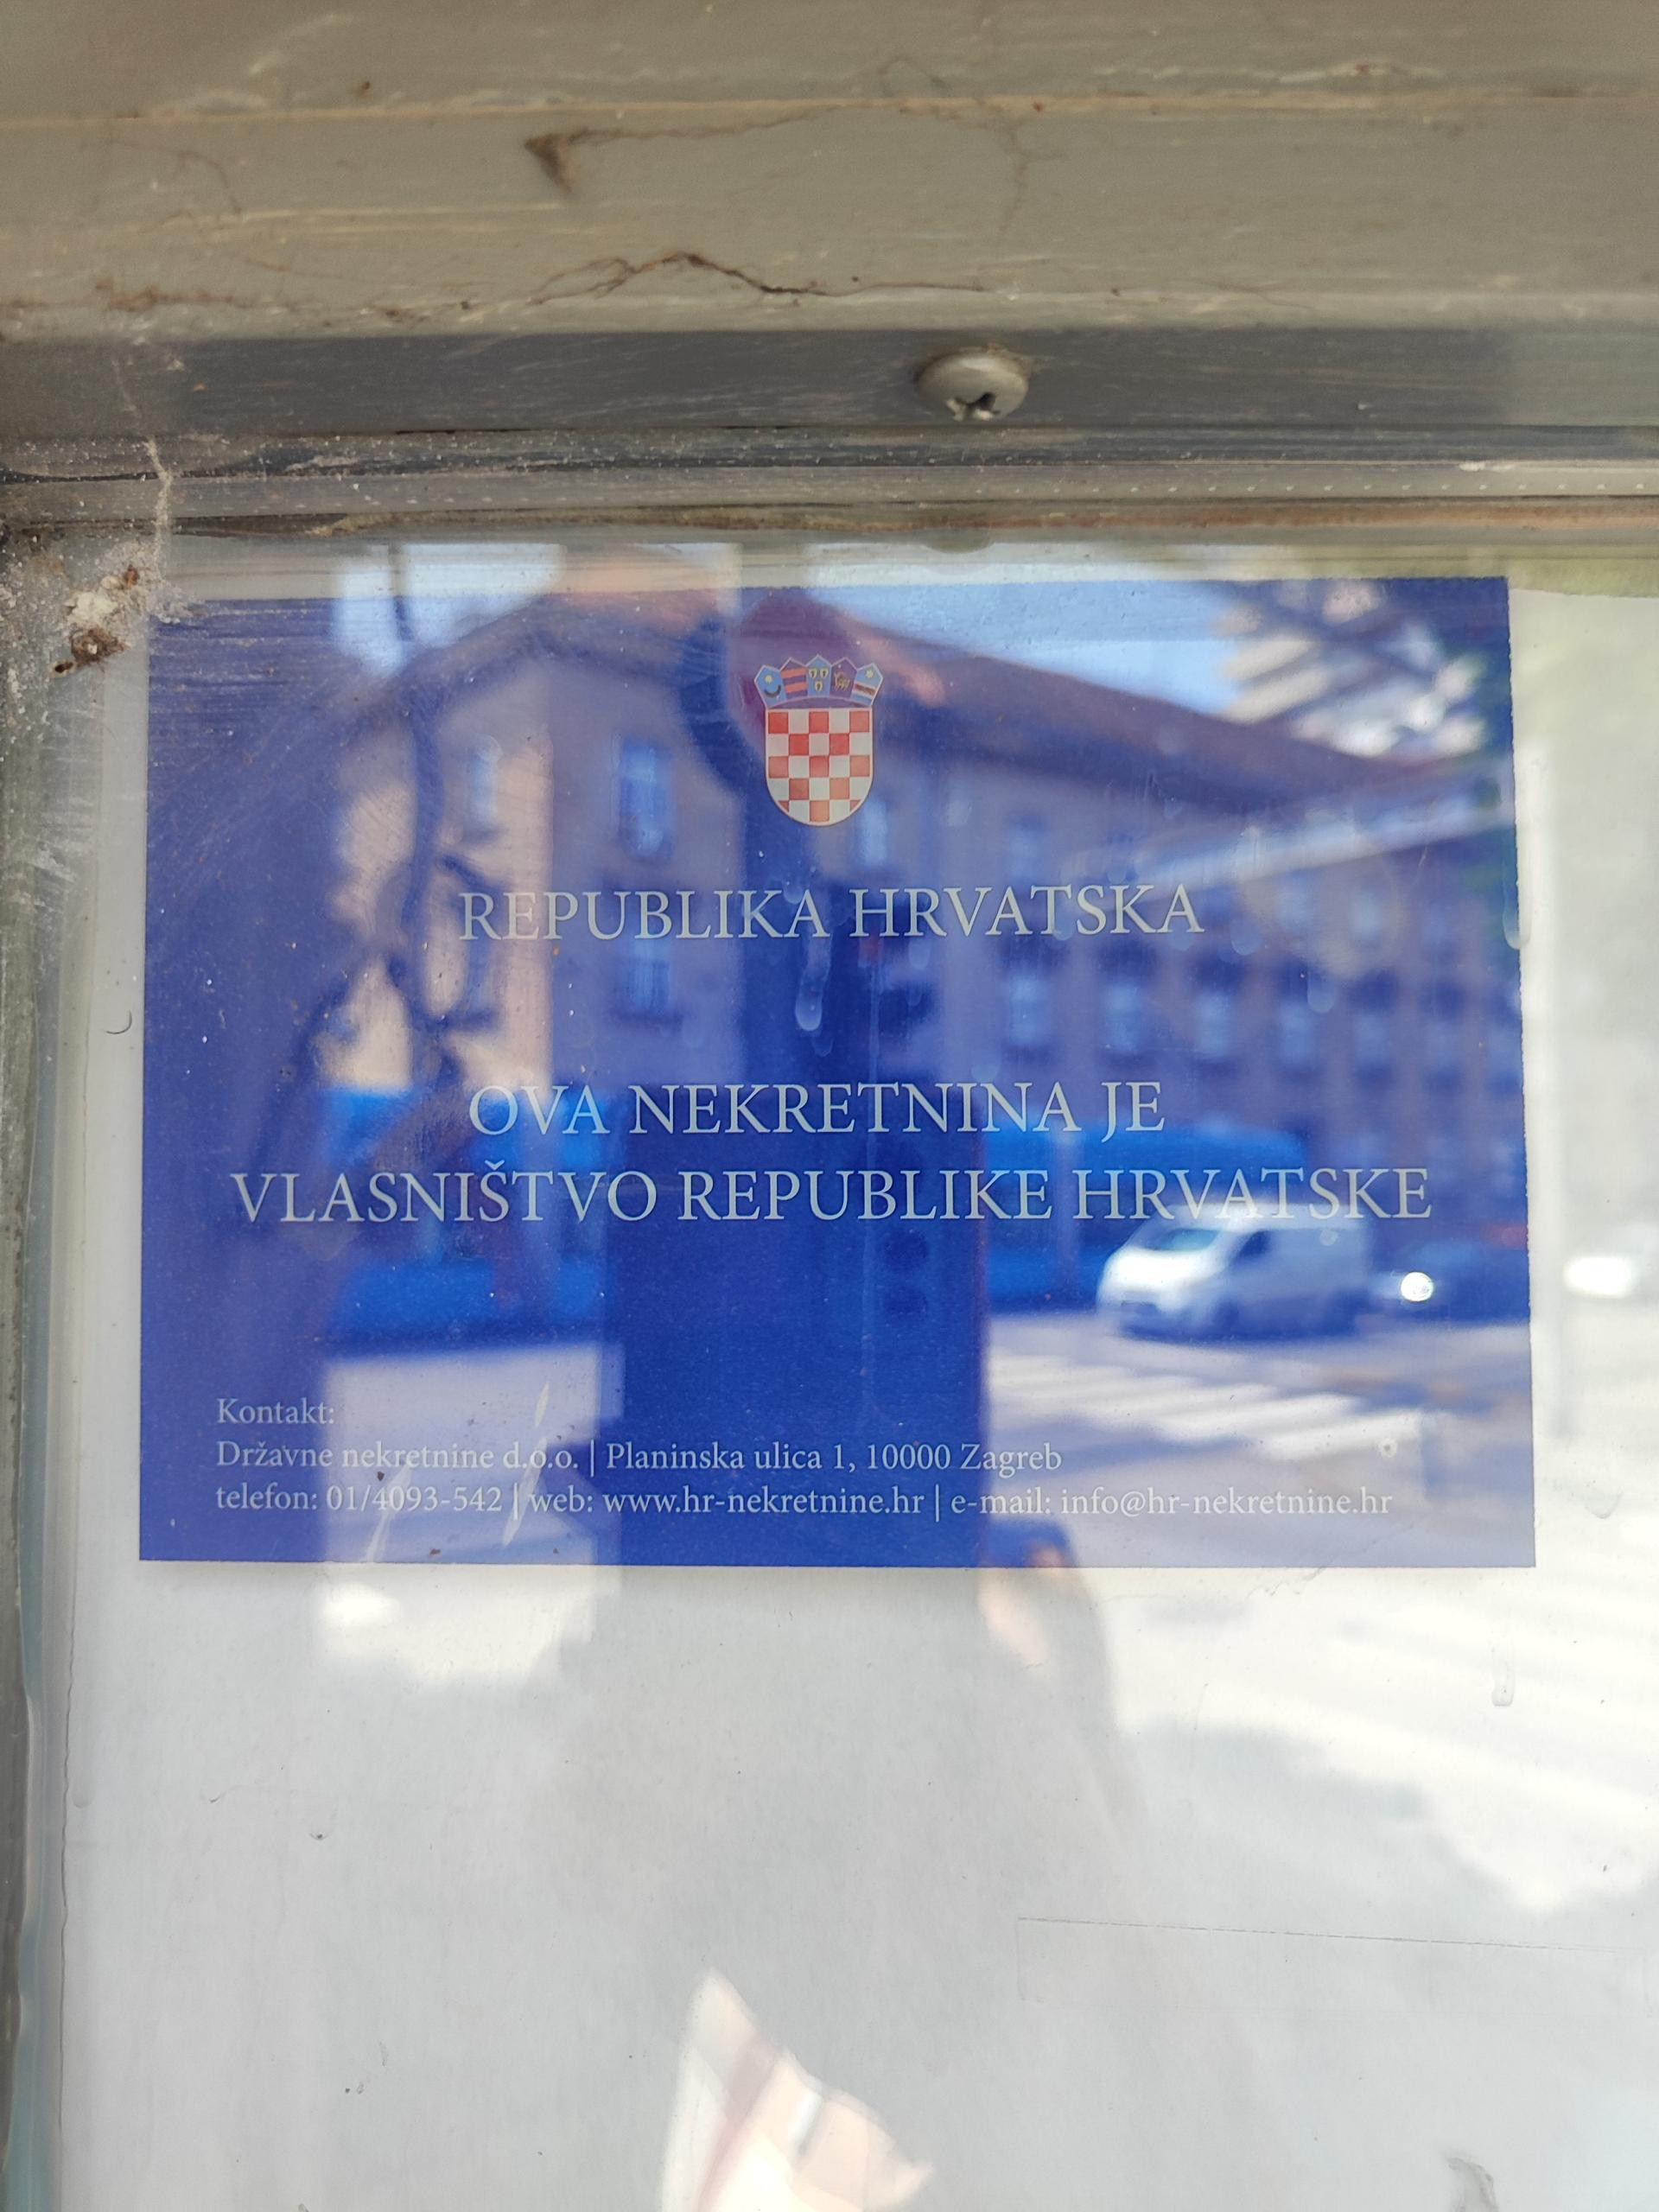 REPUBLIKA HRVATSKA
OVA NEKRETNINA JE
VLASNIŠTVO REPUBLIKE HRVATSKE
Kontakt:
Državne nekretnine d.o.o. | Planinska ulica 1, 10000 Zagreb
telefon: 01/4093-542 | web: www.hr-nekretnine.hr | e-mail: info@hr-nekretnine.hr